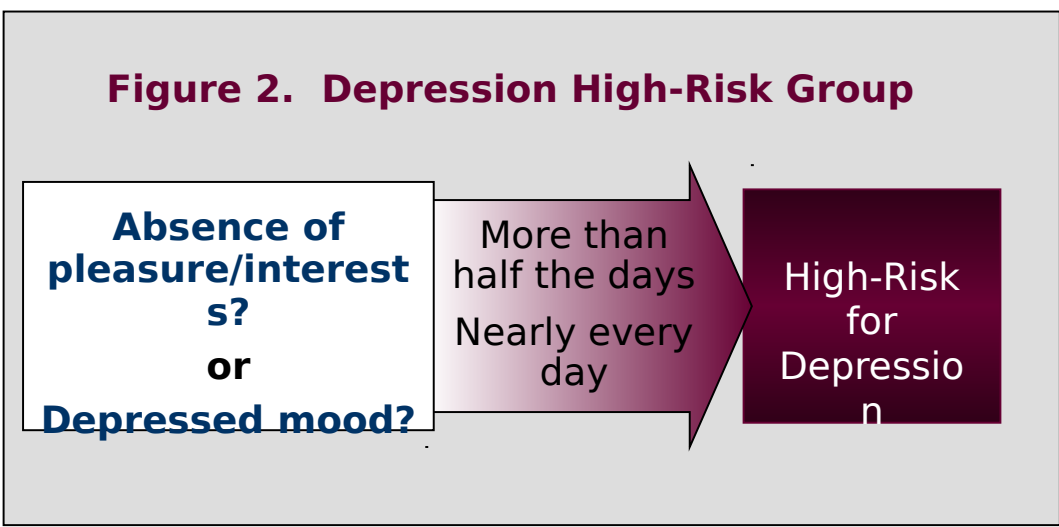 Figure 2.  Depression High-Risk Group
Absence of
pleasure/interest
s?
or
Depressed mood?
More than
half the days
Nearly every
day
High-Risk
for
Depressio
n